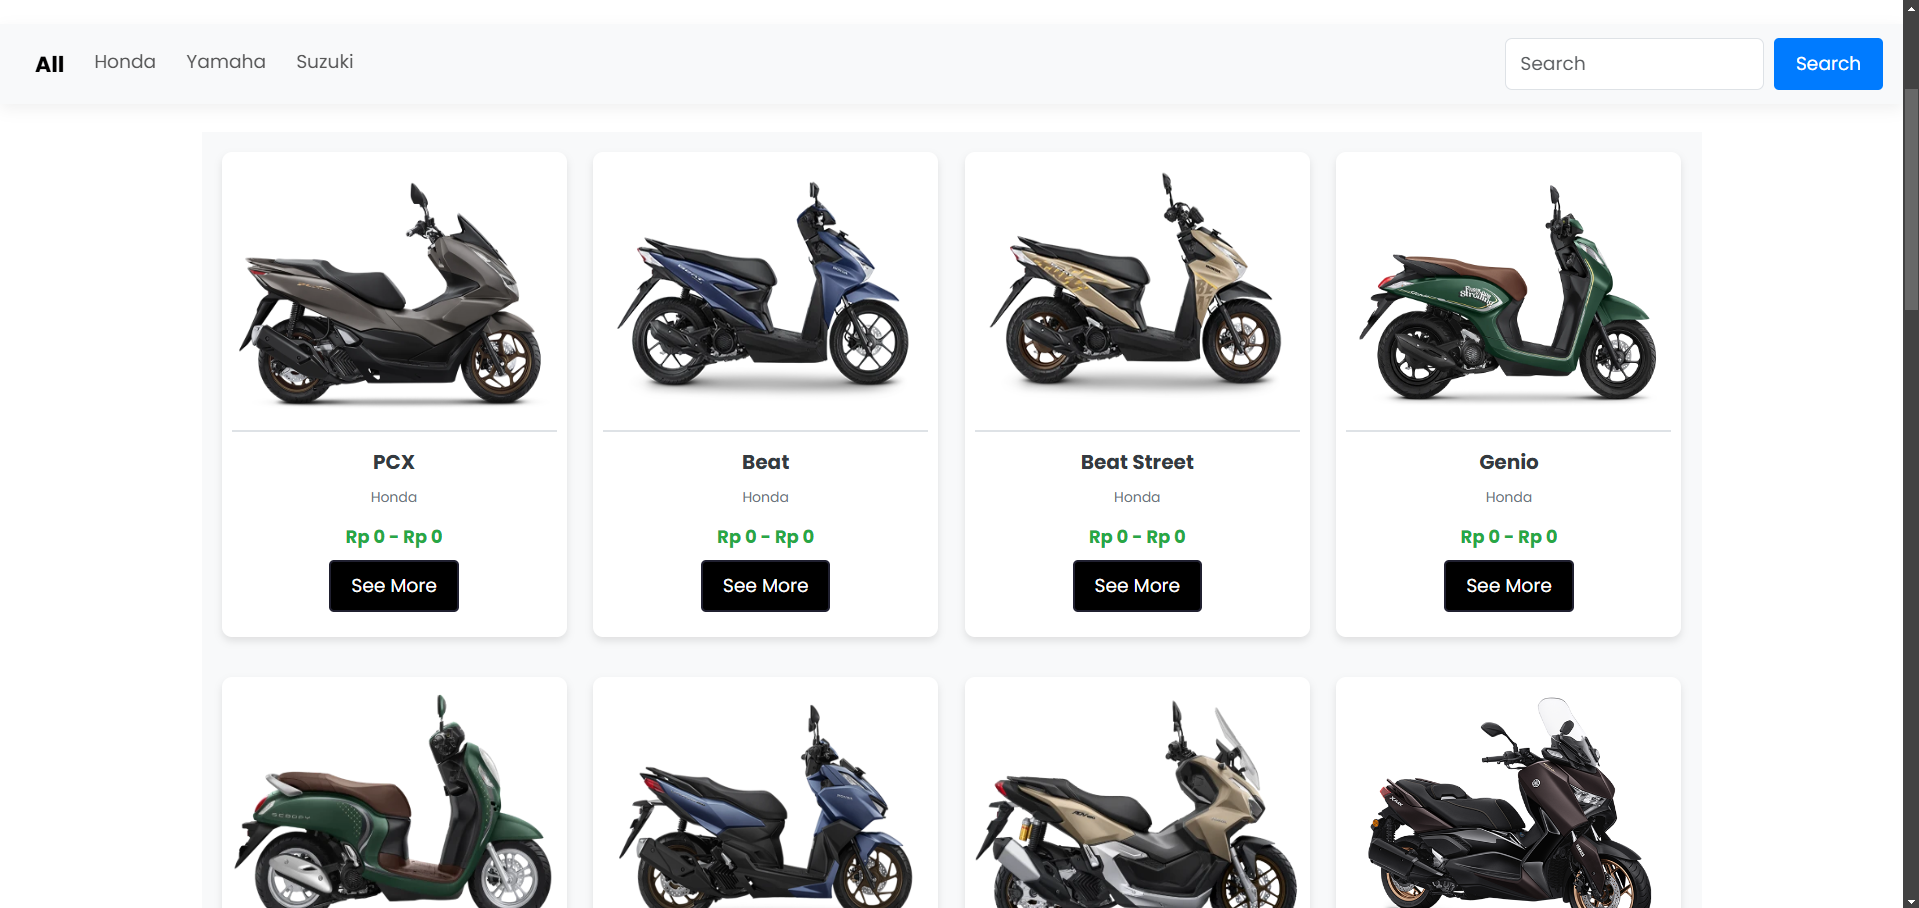 All Honda Yamaha Suzuki Search Search
PCX Beat Beat Street Genio
Honda Honda Honda Honda
Rp 0 - Rp 0 Rp 0 - Rp 0 Rp 0 - Rp 0 Rp 0 - Rp 0
See More See More See More See More
SCOOPY
XMAX